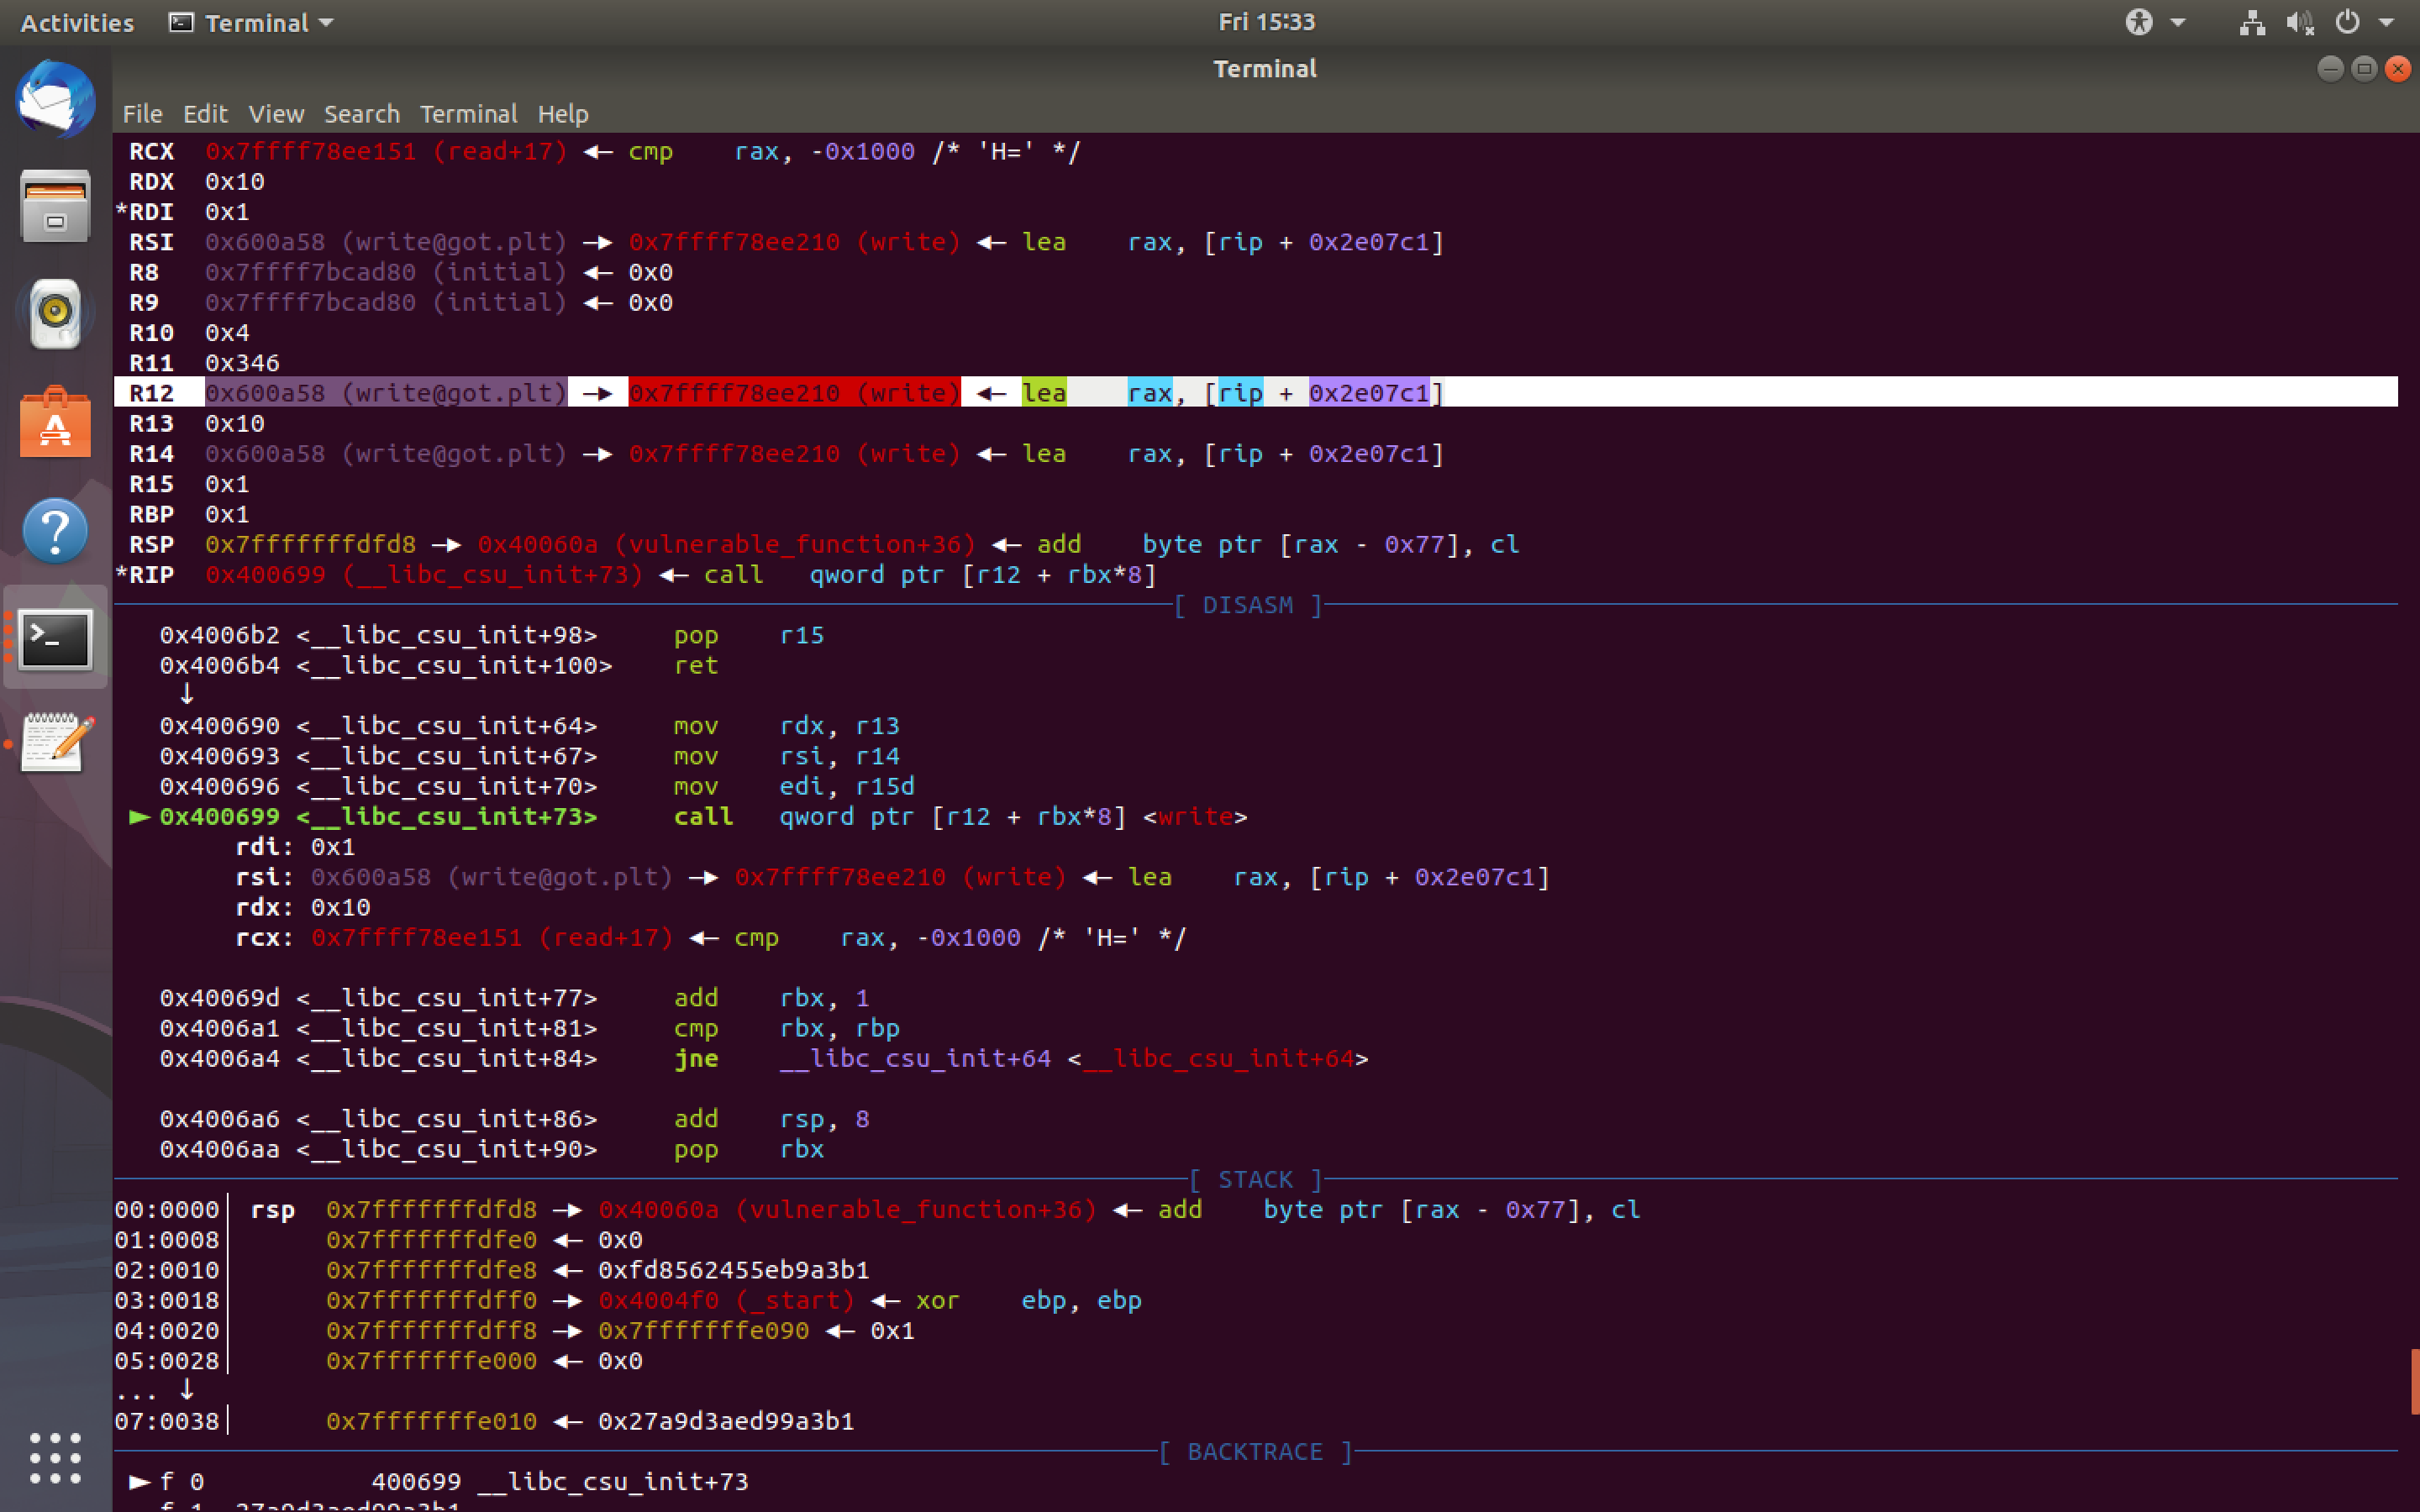 Activities Terminal Fri 15:33
Terminal
File Edit View Search Terminal Help
RCX 0x7ffff78ee151 (read+17) ◂— cmp rax, -0x1000 /* 'H=' */
RDX 0x10
*RDI 0x1
RSI 0x600a58 (write@got.plt) —▸ 0x7ffff78ee210 (write) ◂— lea rax, [rip + 0x2e07c1]
R8 0x7ffff7bcad80 (initial) ◂— 0x0
R9 0x7ffff7bcad80 (initial) ◂— 0x0
R10 0x4
R11 0x346
R12 0x600a58 (write@got.plt) —▸ 0x7ffff78ee210 (write) ◂— lea rax, [rip + 0x2e07c1]
R13 0x10
R14 0x600a58 (write@got.plt) —▸ 0x7ffff78ee210 (write) ◂— lea rax, [rip + 0x2e07c1]
R15 0x1
RBP 0x1
RSP 0x7fffffffdfd8 —▸ 0x40060a (vulnerable_function+36) ◂— add byte ptr [rax - 0x77], cl
*RIP 0x400699 (__libc_csu_init+73) ◂— call qword ptr [r12 + rbx*8]
[ DISASM ]
0x4006b2 <__libc_csu_init+98> pop r15
0x4006b4 <__libc_csu_init+100> ret
↓
0x400690 <__libc_csu_init+64> mov rdx, r13
0x400693 <__libc_csu_init+67> mov rsi, r14
0x400696 <__libc_csu_init+70> mov edi, r15d
► 0x400699 <__libc_csu_init+73> call qword ptr [r12 + rbx*8] <write>
rdi: 0x1
rsi: 0x600a58 (write@got.plt) —▸ 0x7ffff78ee210 (write) ◂— lea rax, [rip + 0x2e07c1]
rdx: 0x10
rcx: 0x7ffff78ee151 (read+17) ◂— cmp rax, -0x1000 /* 'H=' */
0x40069d <__libc_csu_init+77> add rbx, 1
0x4006a1 <__libc_csu_init+81> cmp rbx, rbp
0x4006a4 <__libc_csu_init+84> jne __libc_csu_init+64 <__libc_csu_init+64>
0x4006a6 <__libc_csu_init+86> add rsp, 8
0x4006aa <__libc_csu_init+90> pop rbx
[ STACK ]
00:0000│ rsp 0x7fffffffdfd8 —▸ 0x40060a (vulnerable_function+36) ◂— add byte ptr [rax - 0x77], cl
01:0008│ 0x7fffffffdfe0 ◂— 0x0
02:0010│ 0x7fffffffdfe8 ◂— 0xfd8562455eb9a3b1
03:0018│ 0x7fffffffdff0 —▸ 0x4004f0 (_start) ◂— xor ebp, ebp
04:0020│ 0x7fffffffdff8 —▸ 0x7fffffffe090 ◂— 0x1
05:0028│ 0x7fffffffe000 ◂— 0x0
... ↓
07:0038│ 0x7fffffffe010 ◂— 0x27a9d3aed99a3b1
[ BACKTRACE ]
► f 0 400699 __libc_csu_init+73
f 1 27a9d3aed99a3b1